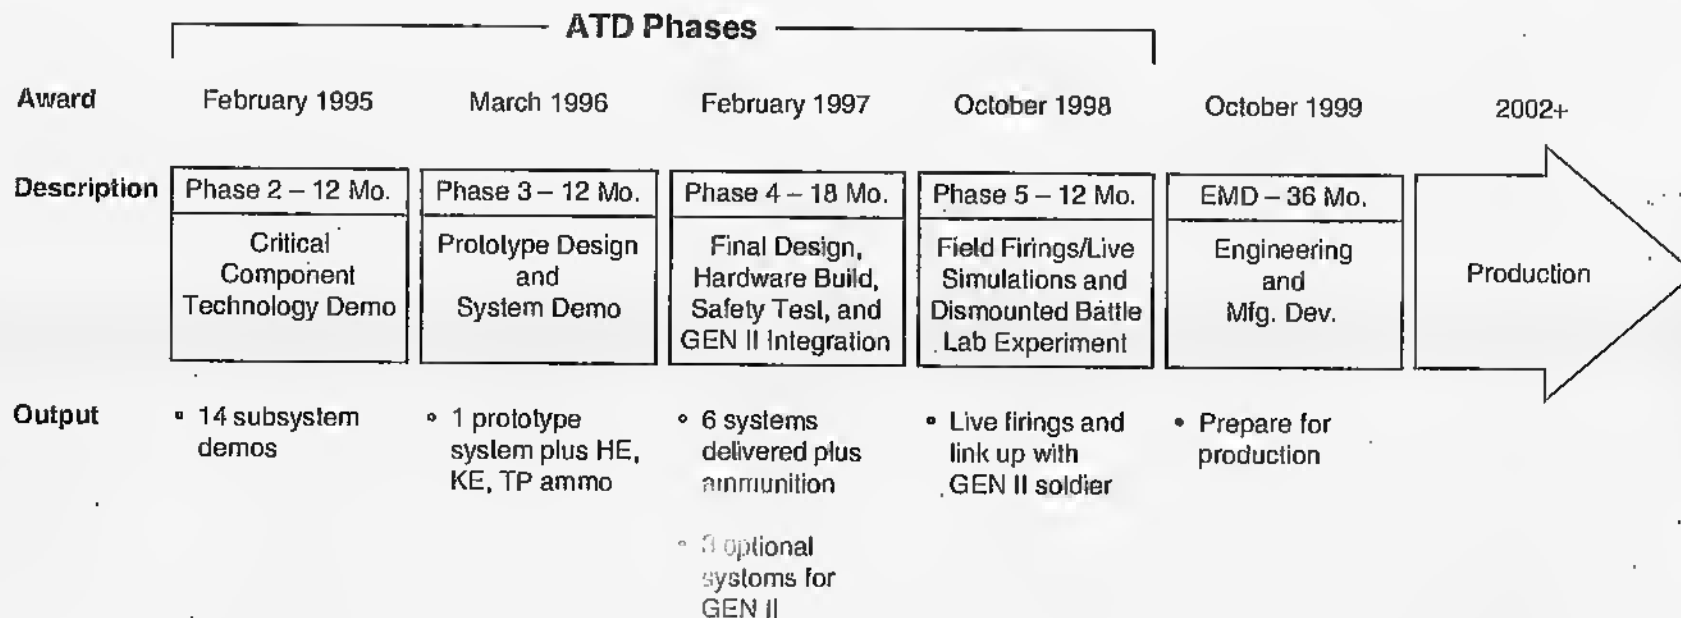 ATD Phases
Award
February 1995
March 1996
February 1997
October 1998
October 1999
2002+
Description
Phase 2 – 12 Mo.
Critical
Component
Technology Demo
Phase 3 – 12 Mo.
Prototype Design
and
System Demo
Phase 4 – 18 Mo.
Final Design,
Hardware Build,
Safety Test, and
GEN II Integration
Phase 5 – 12 Mo.
Field Firings/Live
Simulations and
Dismounted Battle
Lab Experiment
EMD – 36 Mo.
Engineering
and
Mfg. Dev.
Production
Output
• 14 subsystem
demos
• 1 prototype
system plus HE,
KE, TP ammo
• 6 systems
delivered plus
ammunition
• 3 optional
systems for
GEN II
• Live firings and
link up with
GEN II soldier
• Prepare for
production